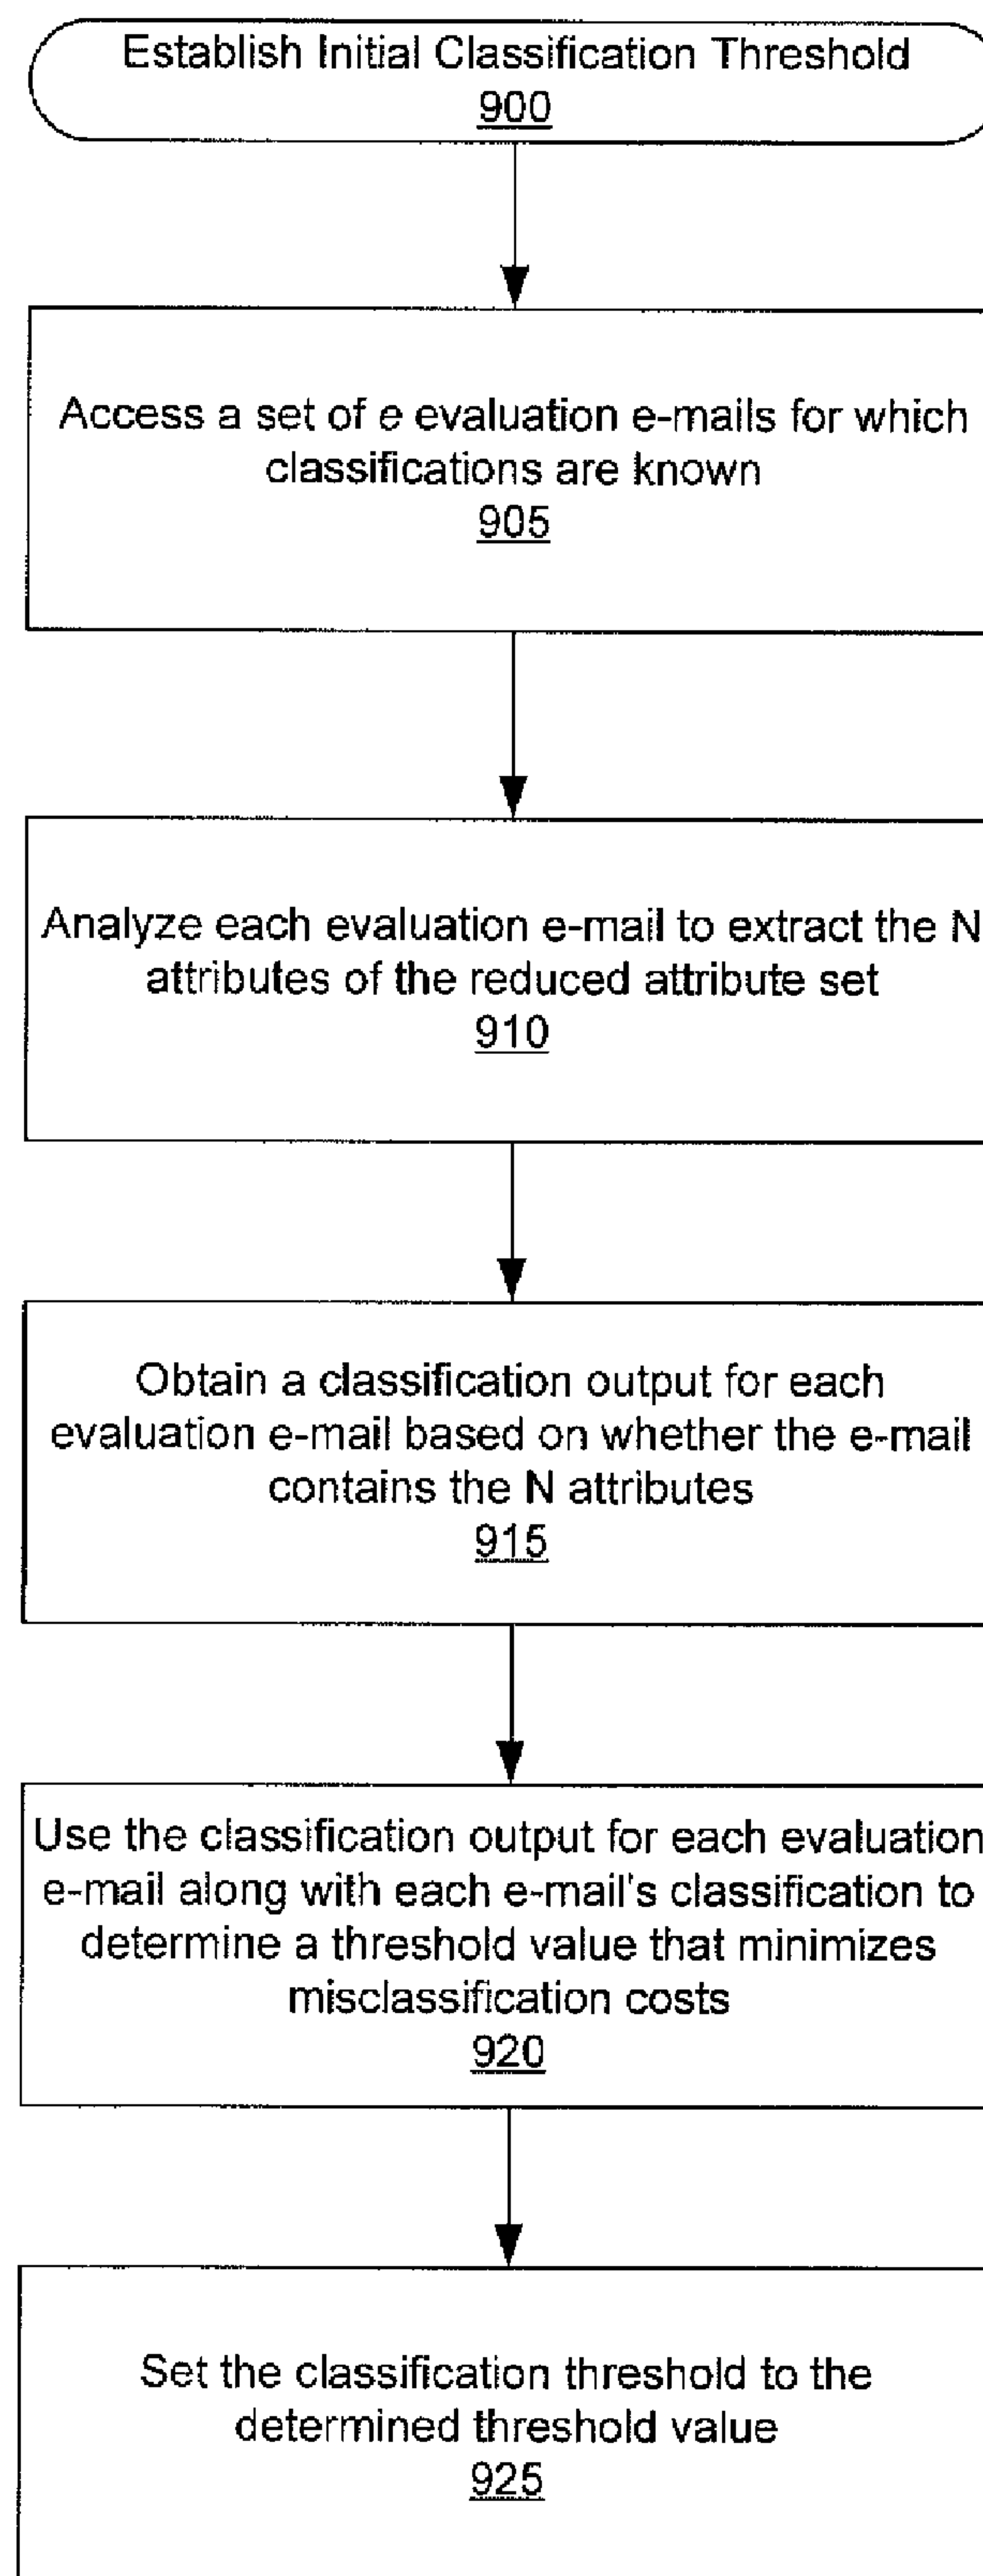 Establish Initial Classification Threshold
900
Access a set of e evaluation e-mails for which
classifications are known
905
Analyze each evaluation e-mail to extract the N
attributes of the reduced attribute set
910
Obtain a classification output for each
evaluation e-mail based on whether the e-mail
contains the N attributes
915
Use the classification output for each evaluation
e-mail along with each e-mail's classification to
determine a threshold value that minimizes
misclassification costs
920
Set the classification threshold to the
determined threshold value
925